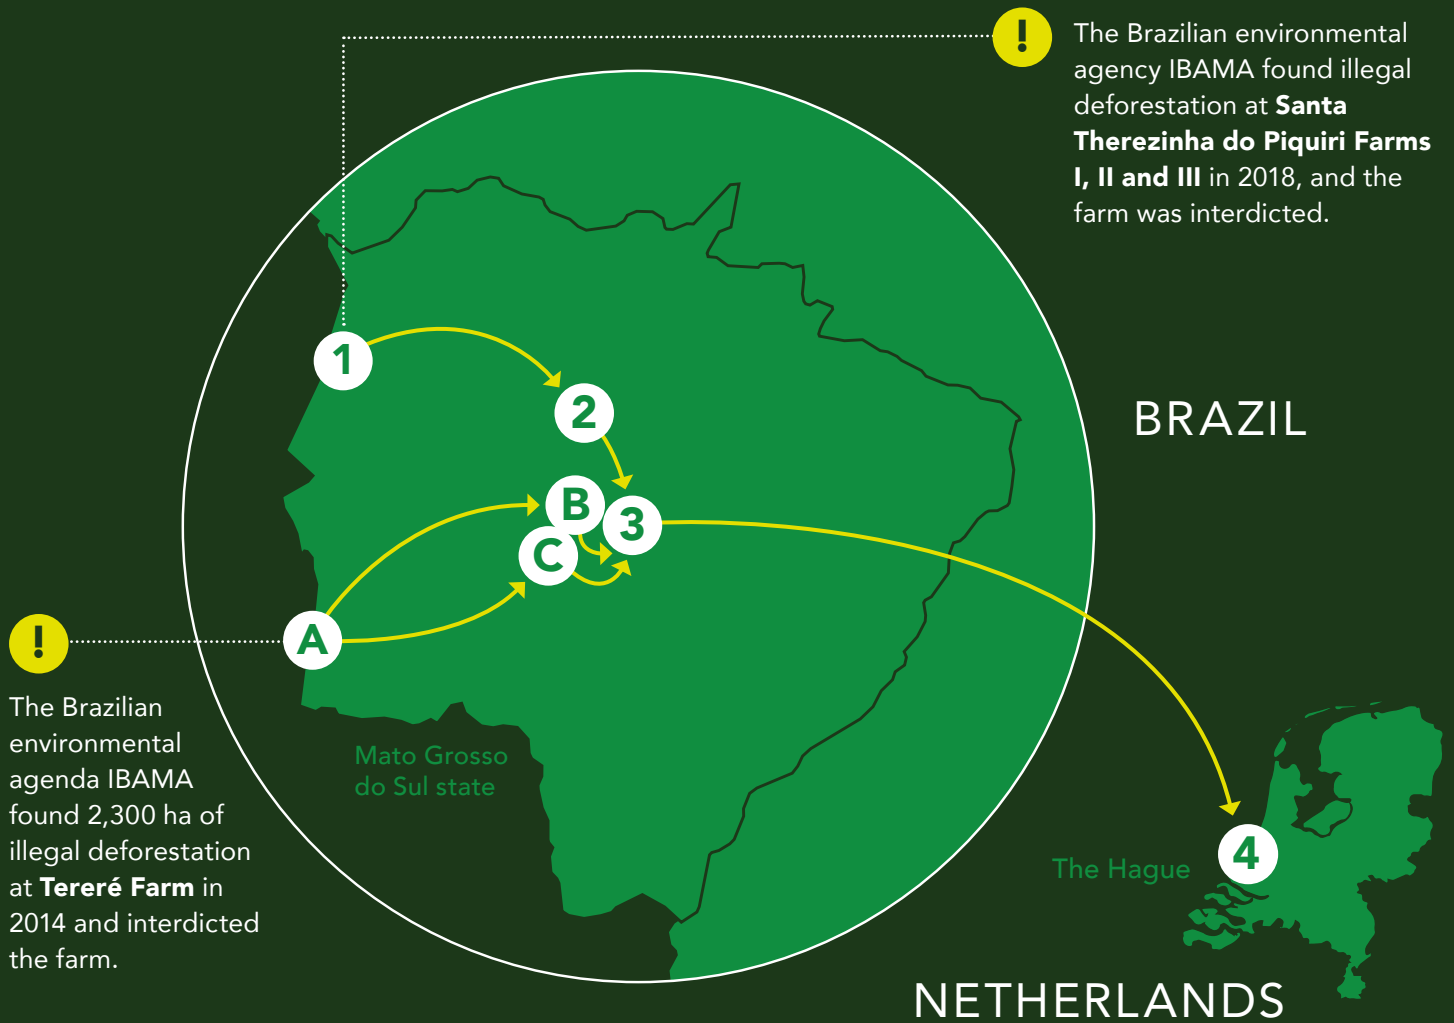 !
The Brazilian environmental
agency IBAMA found illegal
deforestation at Santa
Therezinha do Piquiri Farms
I, II and III in 2018, and the
farm was interdicted.
1
2
BRAZIL
B
3
C
A
!
The Brazilian
environmental
agenda IBAMA
found 2,300 ha of
illegal deforestation
at Tereré Farm in
2014 and interdicted
the farm.
Mato Grosso
do Sul state
4
The Hague
NETHERLANDS